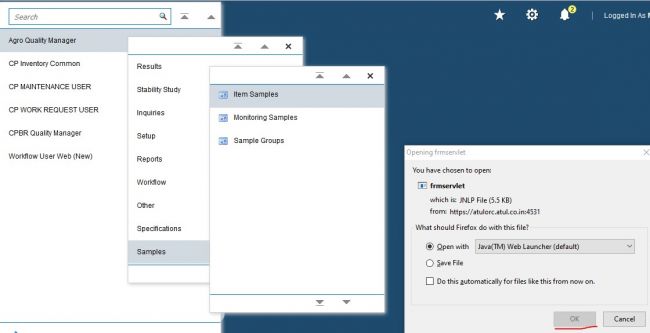 Search
2
Logged In As
Agro Quality Manager
CP Inventory Common
CP MAINTENANCE USER
CP WORK REQUEST USER
CPBR Quality Manager
Workflow User Web (New)
Results
Stability Study
Inquiries
Setup
Reports
Workflow
Other
Specifications
Samples
Item Samples
Monitoring Samples
Sample Groups
Opening frmservlet
You have chosen to open:
frmservlet
which is: JNLP File (5.5 KB)
from: https://atulorc.atul.co.in:4531
What should Firefox do with this file?
Open with Java(TM) Web Launcher (default)
Save File
Do this automatically for files like this from now on.
OK Cancel